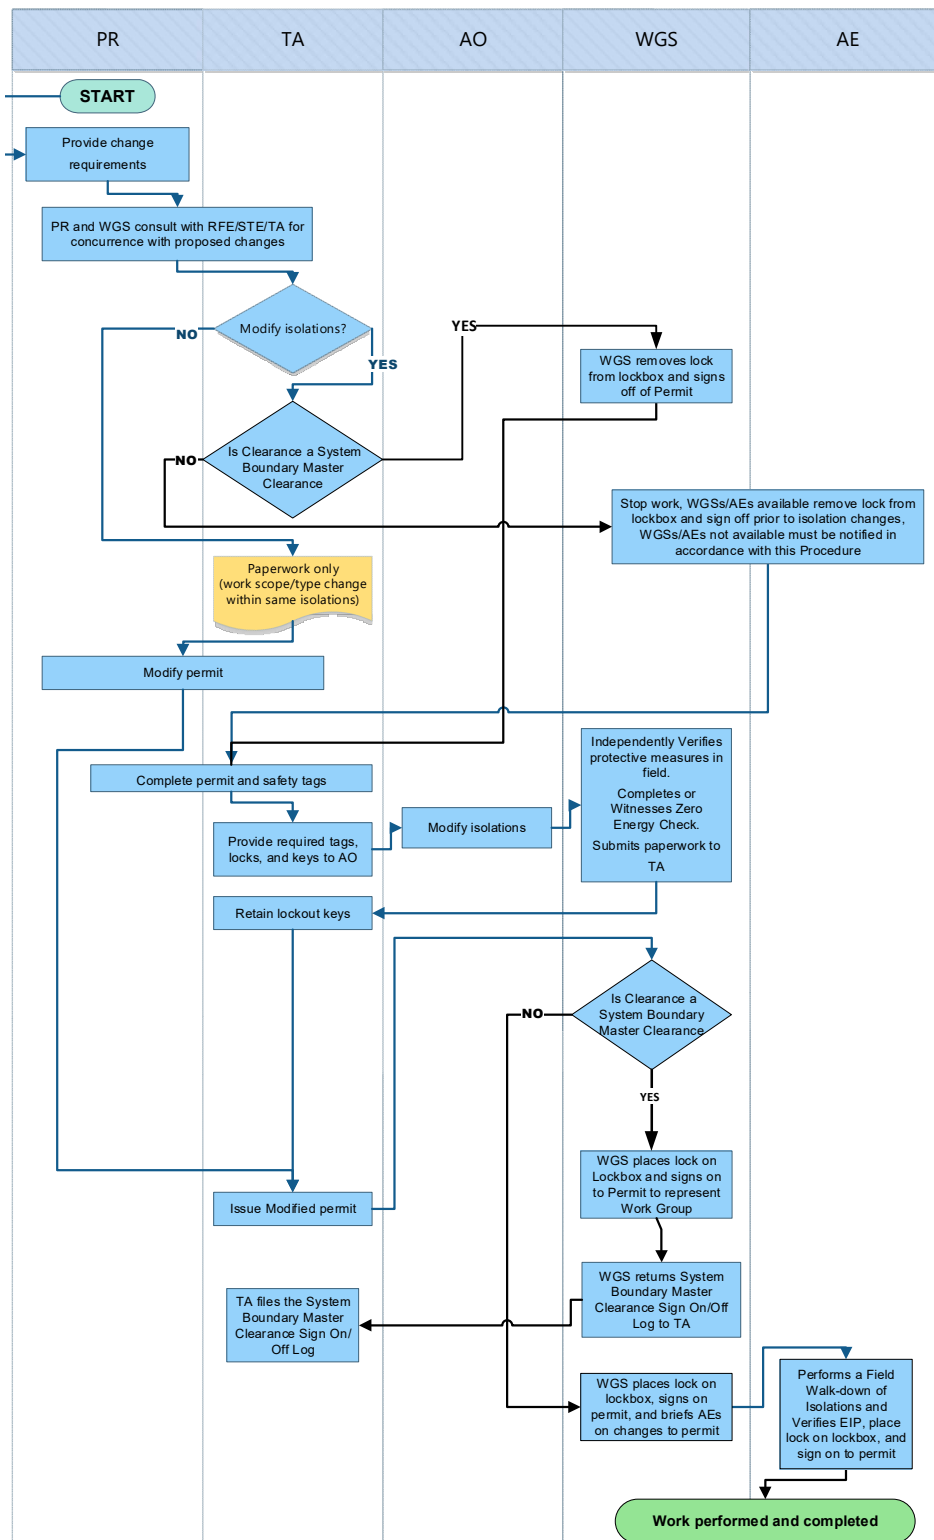 PR
TA
AO
WGS
AE
START
Provide change
requirements
PR and WGS consult with RFE/STE/TA for
concurrence with proposed changes
Modify isolations?
NO
YES
YES
WGS removes lock
from lockbox and signs
off of Permit
Is Clearance a System
Boundary Master
Clearance
NO
Stop work, WGSs/AEs available remove lock from
lockbox and sign off prior to isolation changes,
WGSs/AEs not available must be notified in
accordance with this Procedure
Paperwork only
(work scope/type change
within same isolations)
Modify permit
Complete permit and safety tags
Provide required tags,
locks, and keys to AO
Modify isolations
Independently Verifies
protective measures in
field.
Completes or
Witnesses Zero
Energy Check.
Submits paperwork to
TA
Retain lockout keys
Is Clearance a
System Boundary
Master Clearance
NO
YES
WGS places lock on
Lockbox and signs on
to Permit to represent
Work Group
Issue Modified permit
WGS returns System
Boundary Master
Clearance Sign On/Off
Log to TA
TA files the System
Boundary Master
Clearance Sign On/
Off Log
WGS places lock on
lockbox, signs on
permit, and briefs AEs
on changes to permit
Performs a Field
Walk-down of
Isolations and
Verifies EIP, place
lock on lockbox, and
sign on to permit
Work performed and completed